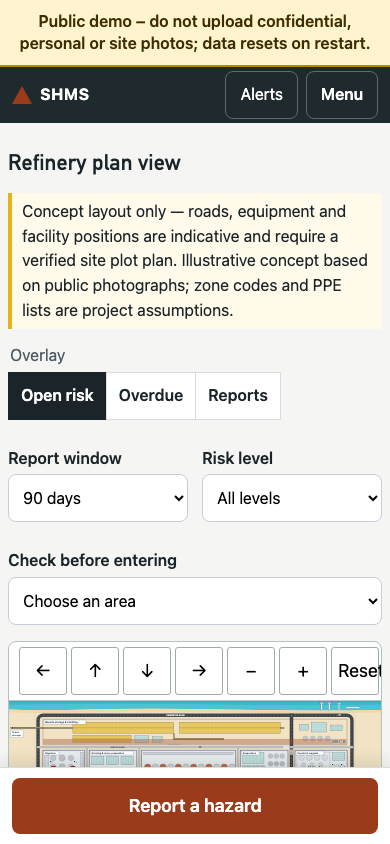 Public demo – do not upload confidential,
personal or site photos; data resets on restart.
SHMS
Alerts
Menu
Refinery plan view
Concept layout only — roads, equipment and
facility positions are indicative and require a
verified site plot plan. Illustrative concept based
on public photographs; zone codes and PPE
lists are project assumptions.
Overlay
Open risk
Overdue
Reports
Report window
Risk level
90 days
All levels
Check before entering
Choose an area
← ↑ ↓ → − + Reset
Report a hazard